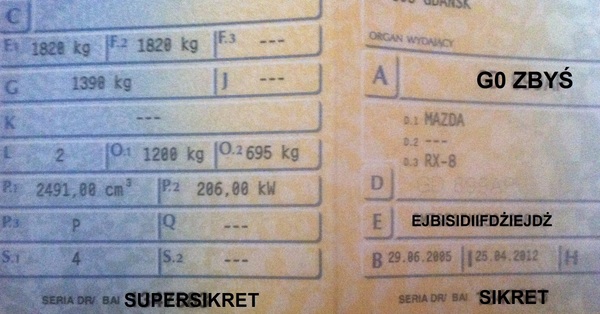 C
F.1 1820 kg F.2 1820 kg F.3 ---
G 1390 kg J ---
K ---
L 2 O.1 1200 kg O.2 695 kg
P.1 2491,00 cm³ P.2 206,00 kW
P.3 P Q ---
S.1 4 S.2 ---
SERIA DR/ BAI SUPERSIKRET
GDAŃSK
ORGAN WYDAJĄCY
A G0 ZBYŚ
D.1 MAZDA
D.2 ---
D.3 RX-8
D
E EJBISIDIIFDŻIEJDŻ
B 29.06.2005 I 25.04.2012 H
SERIA DR/ BAI SIKRET